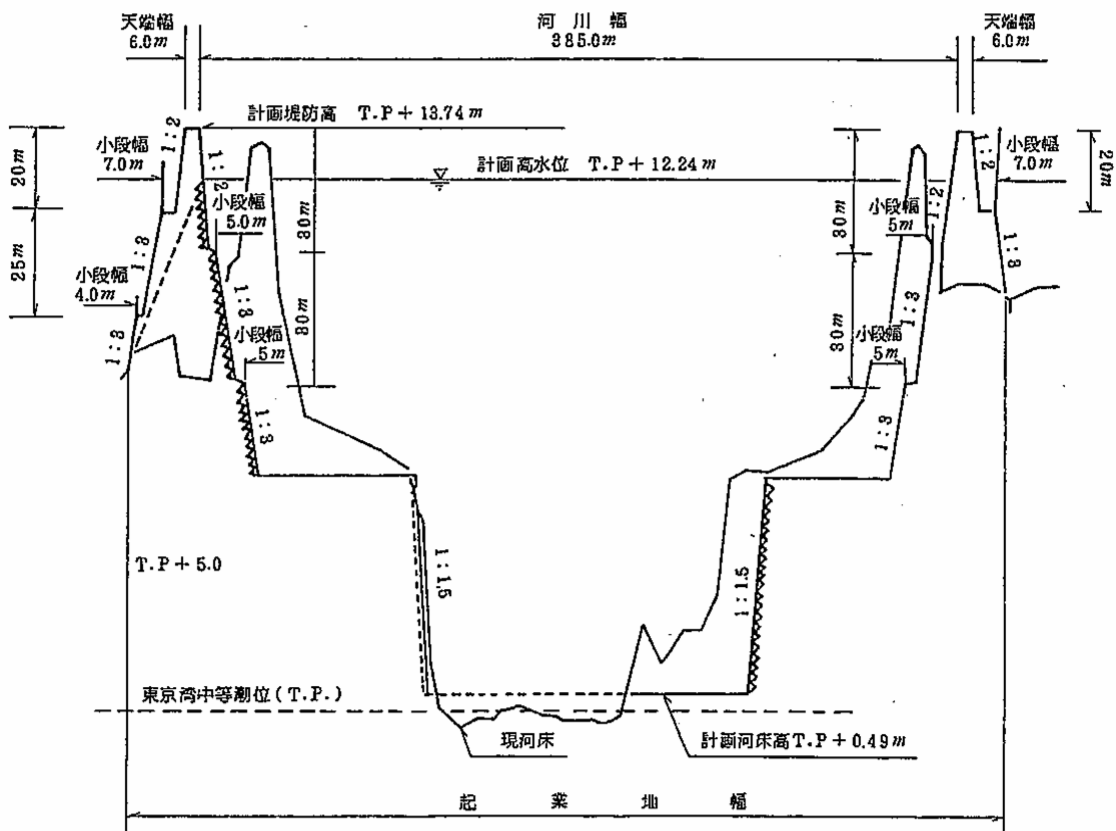 天端幅
6.0m
河川幅
385.0m
天端幅
6.0m
計画堤防高 T.P + 13.74m
小段幅
7.0m
1:2
1:2
計画高水位 T.P + 12.24m
1:2
小段幅
7.0m
20m
20m
小段幅
5.0m
30m
小段幅
5m
30m
1:2
25m
1:3
小段幅
4.0m
1:3
1:3
小段幅
5m
30m
30m
小段幅
5m
1:3
1:3
1:3
1:3
T.P + 5.0
1:1.5
1:1.5
東京湾中等潮位(T.P.)
現河床
計画河床高T.P + 0.49m
起業地幅